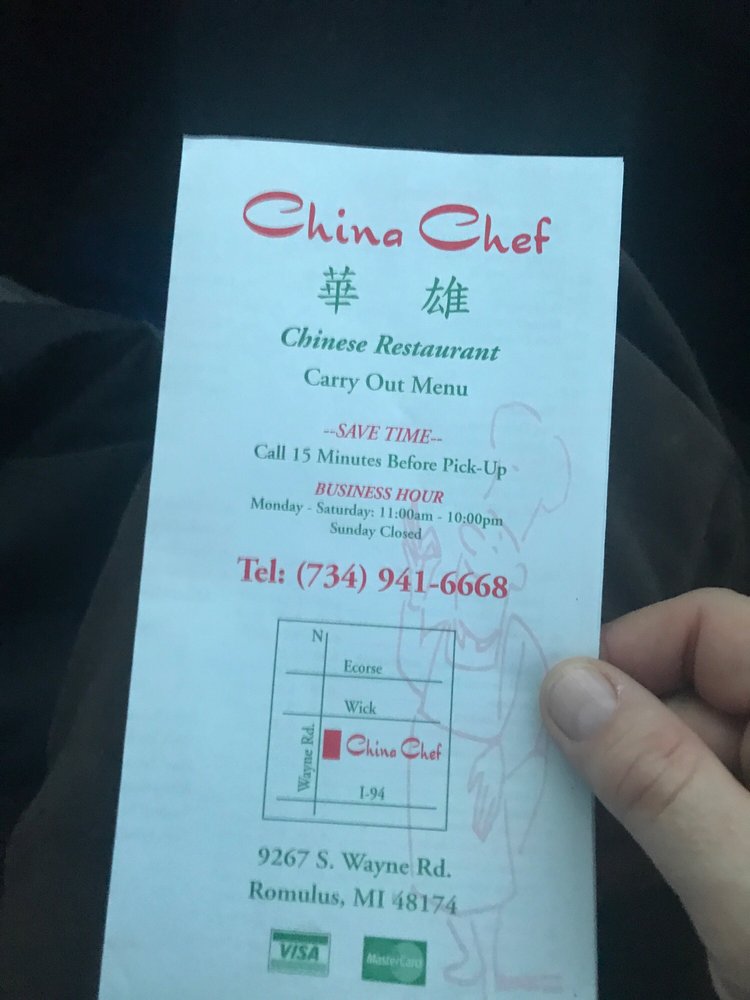 China Chef
華 雄
Chinese Restaurant
Carry Out Menu
--SAVE TIME--
Call 15 Minutes Before Pick-Up
BUSINESS HOUR
Monday - Saturday: 11:00am - 10:00pm
Sunday Closed
Tel: (734) 941-6668
N
Ecorse
Wick
Wayne Rd.
China Chef
I-94
9267 S. Wayne Rd.
Romulus, MI 48174
VISA
MasterCard